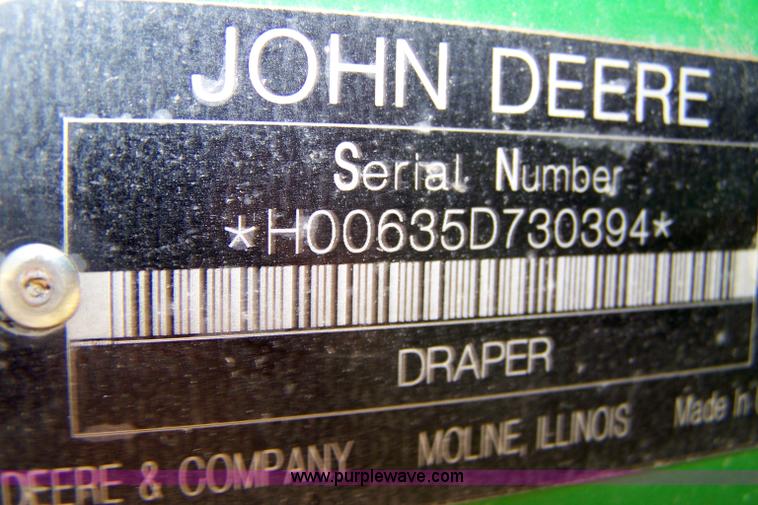 JOHN DEERE
Serial Number
*H00635D730394*
DRAPER
DEERE & COMPANY MOLINE, ILLINOIS Made in
www.purplewave.com